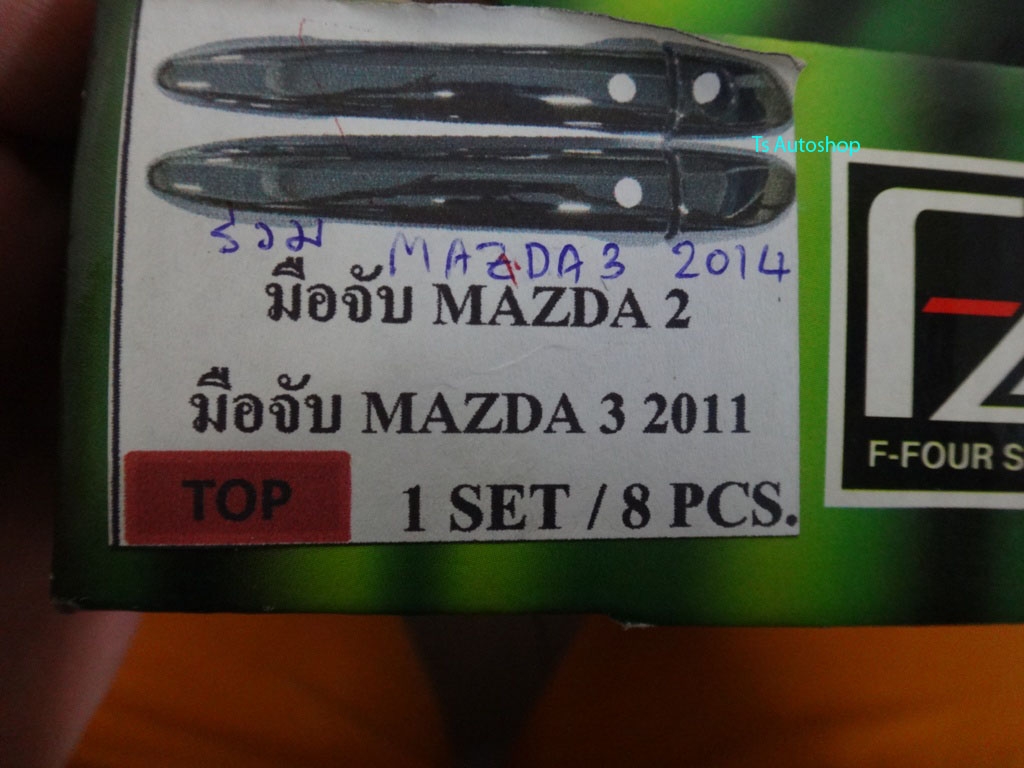 Ts Autoshop
รวม MAZDA3 2014
มือจับ MAZDA 2
มือจับ MAZDA 3 2011
TOP 1 SET / 8 PCS.
F-FOUR S